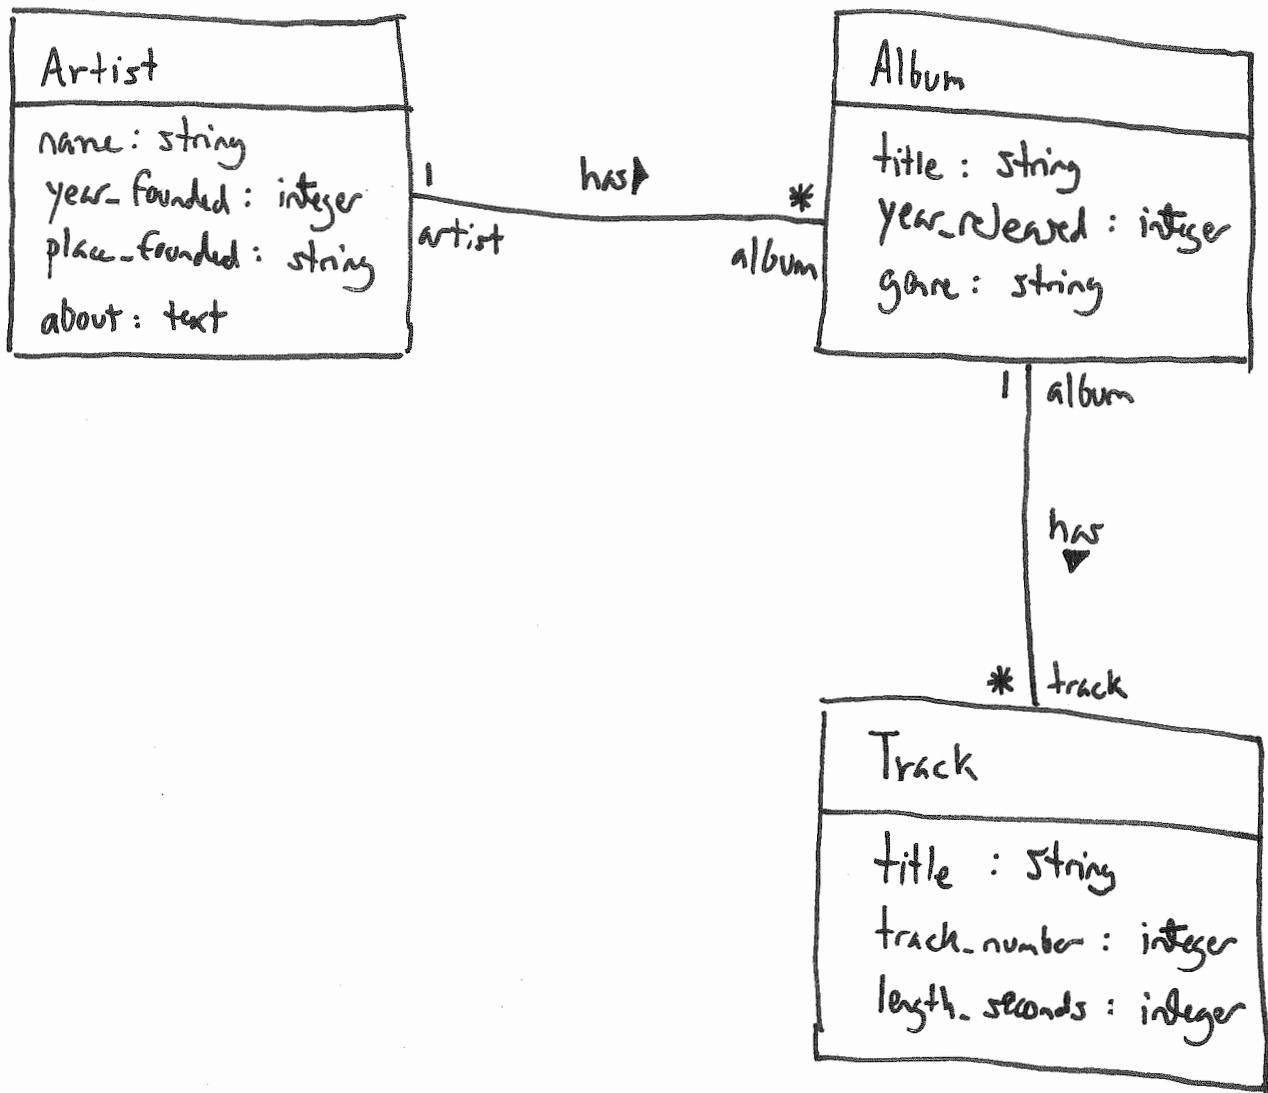 Artist
name: string
year_founded: integer
place_founded: string
about: text
1
artist
has
*
album
Album
title: string
year_released: integer
genre: string
1
album
has
*
track
Track
title: string
track_number: integer
length_seconds: integer